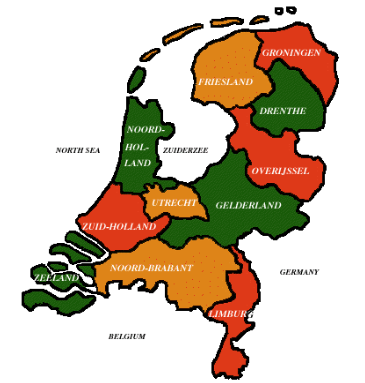 GRONINGEN
FRIESLAND
DRENTHE
NOORD-
HOL-
LAND
NORTH SEA
ZUIDERZEE
OVERIJSSEL
UTRECHT
GELDERLAND
ZUID-HOLLAND
NOORD-BRABANT
GERMANY
ZEELAND
LIMBURG
BELGIUM